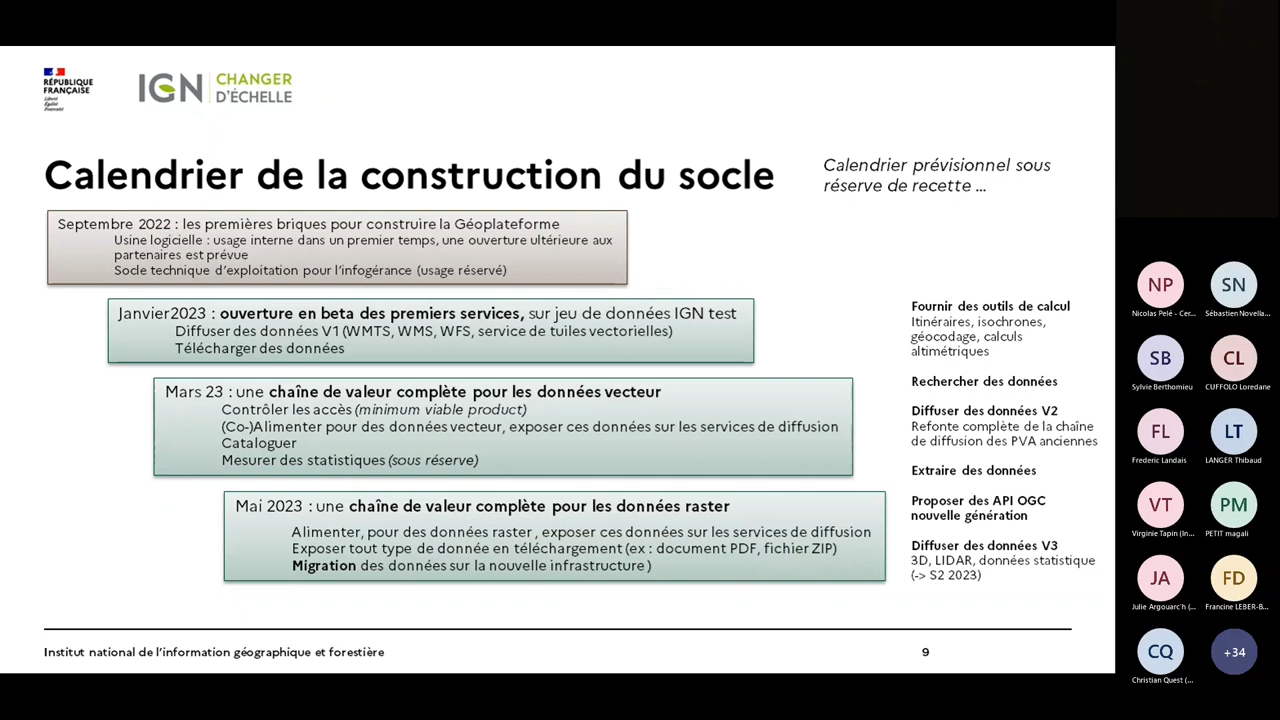 RÉPUBLIQUE
FRANÇAISE
Liberté
Égalité
Fraternité
IGN
CHANGER
D'ÉCHELLE
Calendrier de la construction du socle
Calendrier prévisionnel sous
réserve de recette ...
Septembre 2022 : les premières briques pour construire la Géoplateforme
Usine logicielle : usage interne dans un premier temps, une ouverture ultérieure aux
partenaires est prévue
Socle technique d'exploitation pour l'infogérance (usage réservé)
Janvier2023 : ouverture en beta des premiers services, sur jeu de données IGN test
Diffuser des données V1 (WMTS, WMS, WFS, service de tuiles vectorielles)
Télécharger des données
Mars 23 : une chaîne de valeur complète pour les données vecteur
Contrôler les accès (minimum viable product)
(Co-)Alimenter pour des données vecteur, exposer ces données sur les services de diffusion
Cataloguer
Mesurer des statistiques (sous réserve)
Mai 2023 : une chaîne de valeur complète pour les données raster
Alimenter, pour des données raster , exposer ces données sur les services de diffusion
Exposer tout type de donnée en téléchargement (ex : document PDF, fichier ZIP)
Migration des données sur la nouvelle infrastructure )
Fournir des outils de calcul
Itinéraires, isochrones,
géocodage, calculs
altimétriques
Rechercher des données
Diffuser des données V2
Refonte complète de la chaîne
de diffusion des PVA anciennes
Extraire des données
Proposer des API OGC
nouvelle génération
Diffuser des données V3
3D, LIDAR, données statistique
(-> S2 2023)
Institut national de l'information géographique et forestière
9
NP
SN
Nicolas Pelé - Cer...
Sébastien Novella...
SB
CL
Sylvie Berthomieu
CUFFOLO Loredane
FL
LT
Frederic Landais
LANGER Thibaud
VT
PM
Virginie Tapin (In...
PETIT magali
JA
FD
Julie Argouarc'h (...
Francine LEBER-B...
CQ
+34
Christian Quest (...